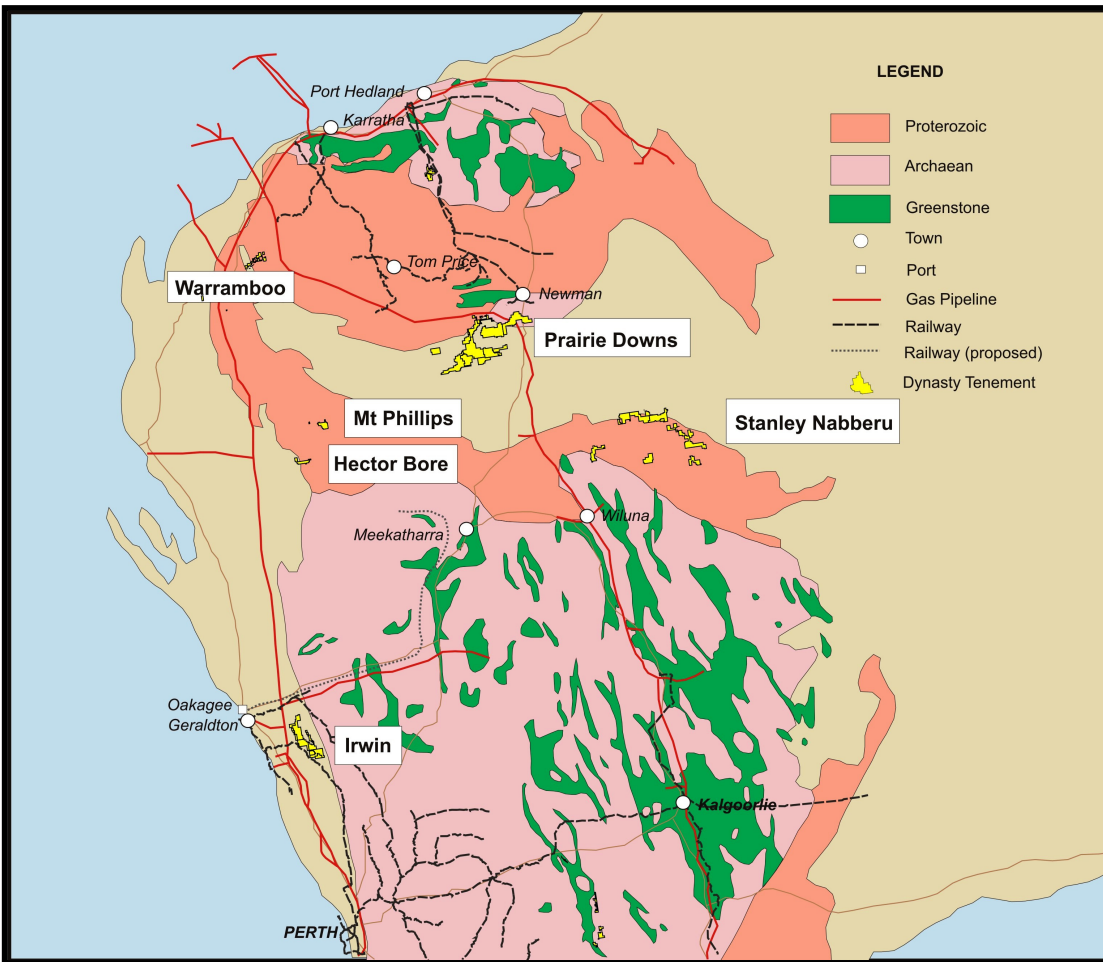 LEGEND
Proterozoic
Archaean
Greenstone
Town
Port
Gas Pipeline
Railway
Railway (proposed)
Dynasty Tenement
Port Hedland
Karratha
Tom Price
Warramboo
Newman
Prairie Downs
Mt Phillips
Stanley Nabberu
Hector Bore
Wiluna
Meekatharra
Oakagee
Geraldton
Irwin
Kalgoorlie
PERTH